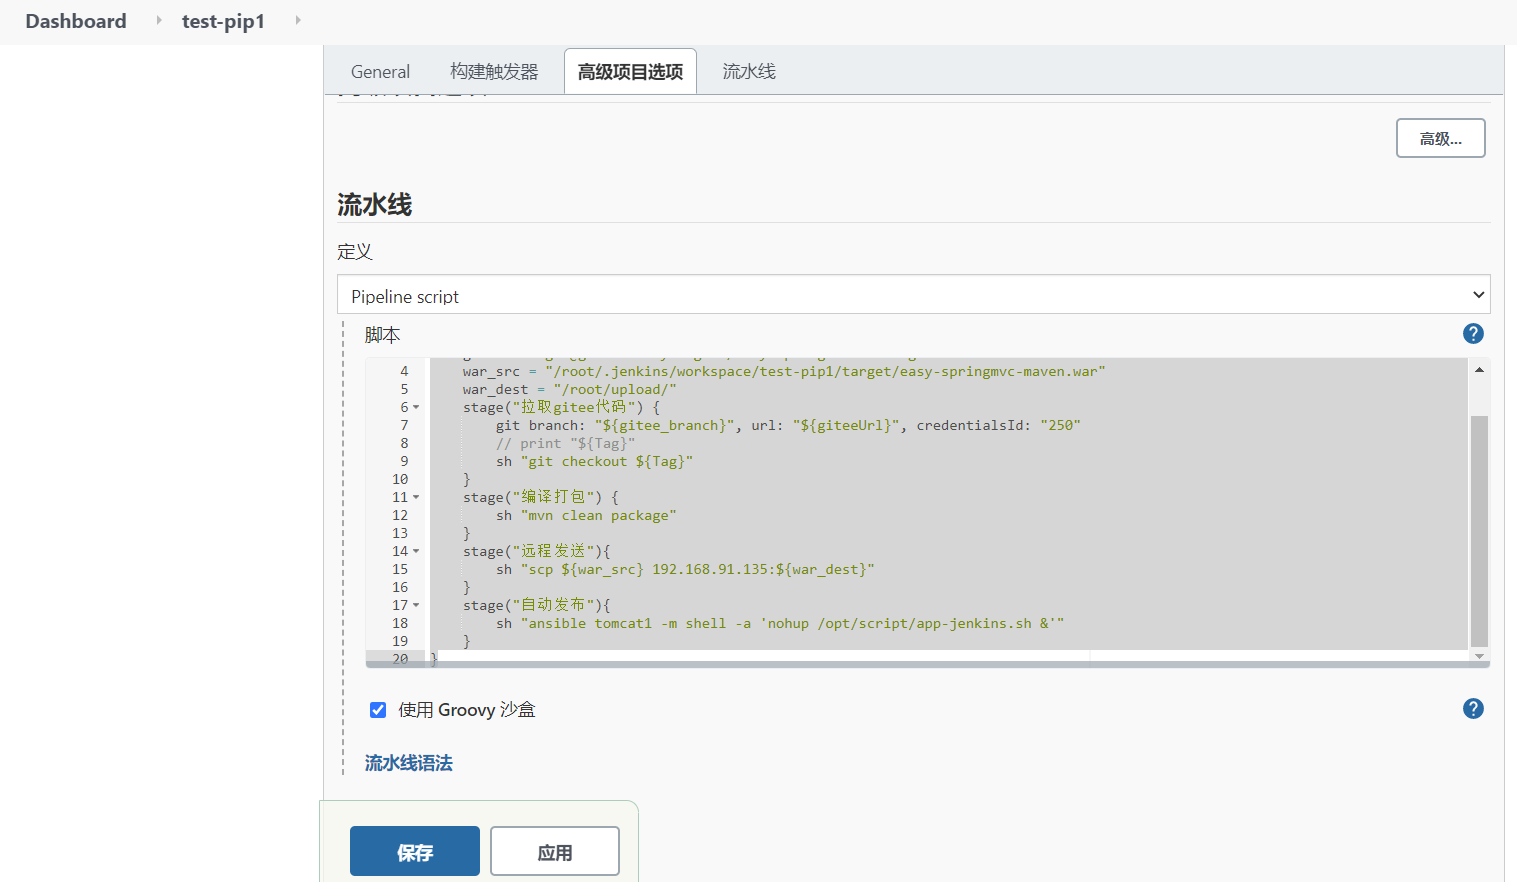 Dashboard
test-pip1
General
构建触发器
高级项目选项
流水线
高级...
流水线
定义
Pipeline script
脚本
4 war_src = "/root/.jenkins/workspace/test-pip1/target/easy-springmvc-maven.war"
5 war_dest = "/root/upload/"
6 stage("拉取gitee代码") {
7 git branch: "${gitee_branch}", url: "${giteeUrl}", credentialsId: "250"
8 // print "${Tag}"
9 sh "git checkout ${Tag}"
10 }
11 stage("编译打包") {
12 sh "mvn clean package"
13 }
14 stage("远程发送"){
15 sh "scp ${war_src} 192.168.91.135:${war_dest}"
16 }
17 stage("自动发布"){
18 sh "ansible tomcat1 -m shell -a 'nohup /opt/script/app-jenkins.sh &'"
19 }
20 }
使用 Groovy 沙盒
流水线语法
保存
应用